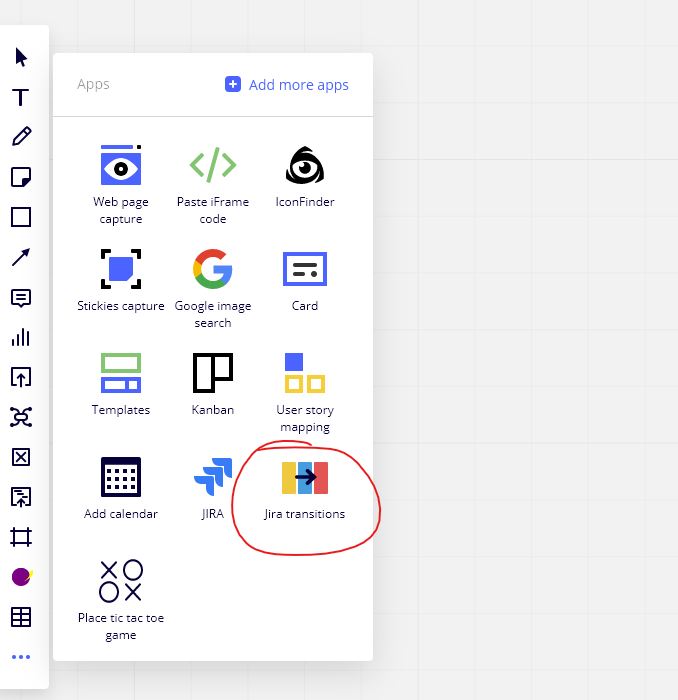 Apps
Add more apps
Web page
capture
Paste iFrame
code
IconFinder
Stickies capture
Google image
search
Card
Templates
Kanban
User story
mapping
Add calendar
JIRA
Jira transitions
Place tic tac toe
game